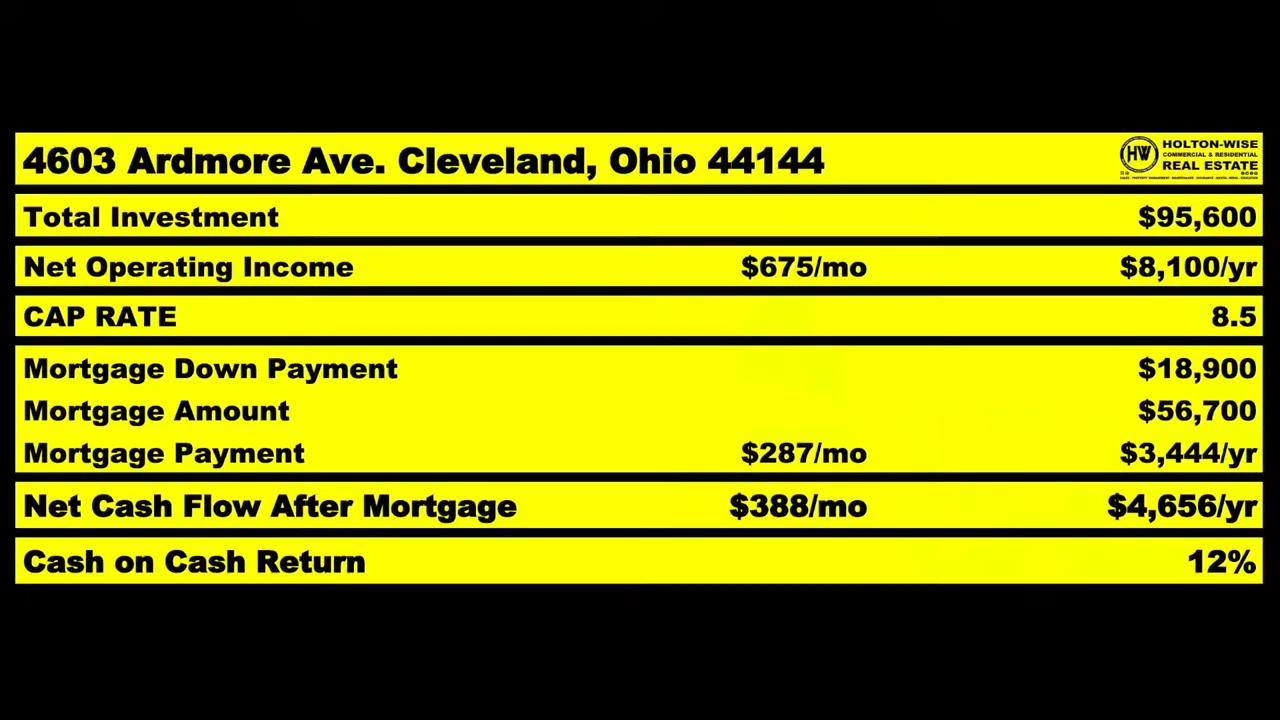 4603 Ardmore Ave. Cleveland, Ohio 44144
HW
HOLTON-WISE
COMMERCIAL & RESIDENTIAL
REAL ESTATE
Total Investment $95,600
Net Operating Income $675/mo $8,100/yr
CAP RATE 8.5
Mortgage Down Payment $18,900
Mortgage Amount $56,700
Mortgage Payment $287/mo $3,444/yr
Net Cash Flow After Mortgage $388/mo $4,656/yr
Cash on Cash Return 12%